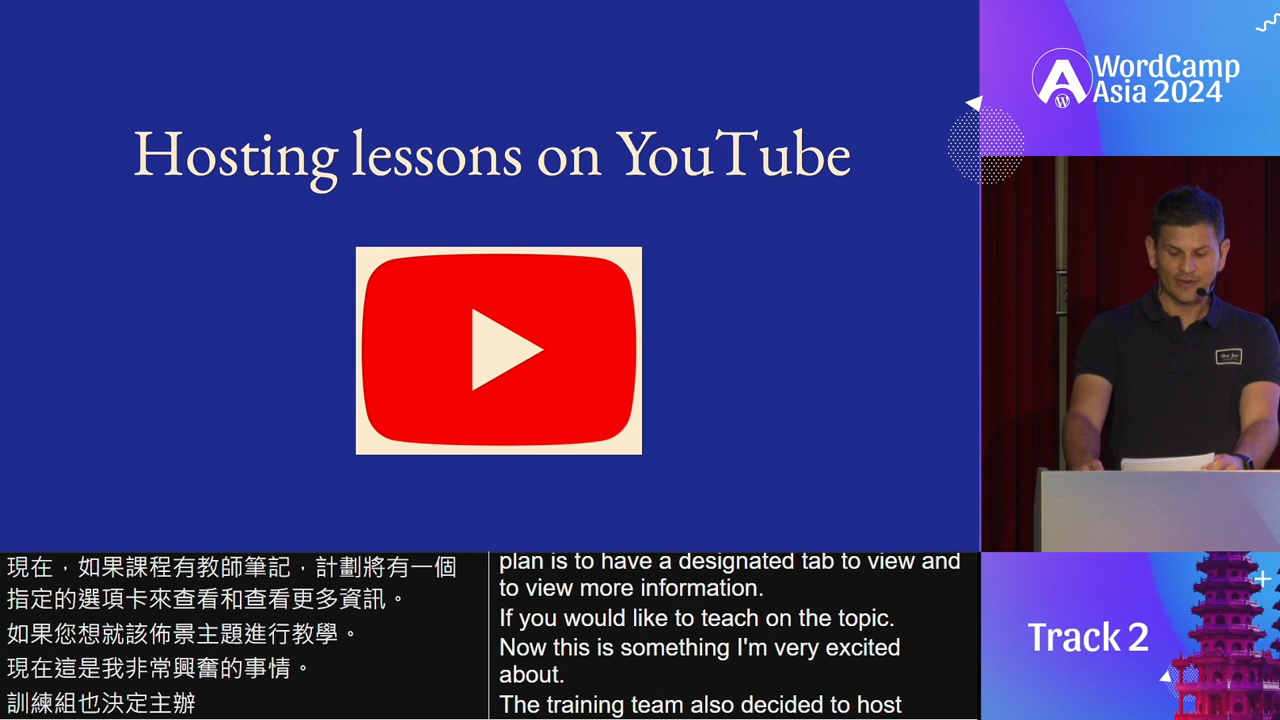 Hosting lessons on YouTube
WordCamp
Asia 2024
現在，如果課程有教師筆記，計劃將有一個
指定的選項卡來查看和查看更多資訊。
如果您想就該佈景主題進行教學。
現在這是我非常興奮的事情。
訓練組也決定主辦
plan is to have a designated tab to view and
to view more information.
If you would like to teach on the topic.
Now this is something I'm very excited
about.
The training team also decided to host
Track 2